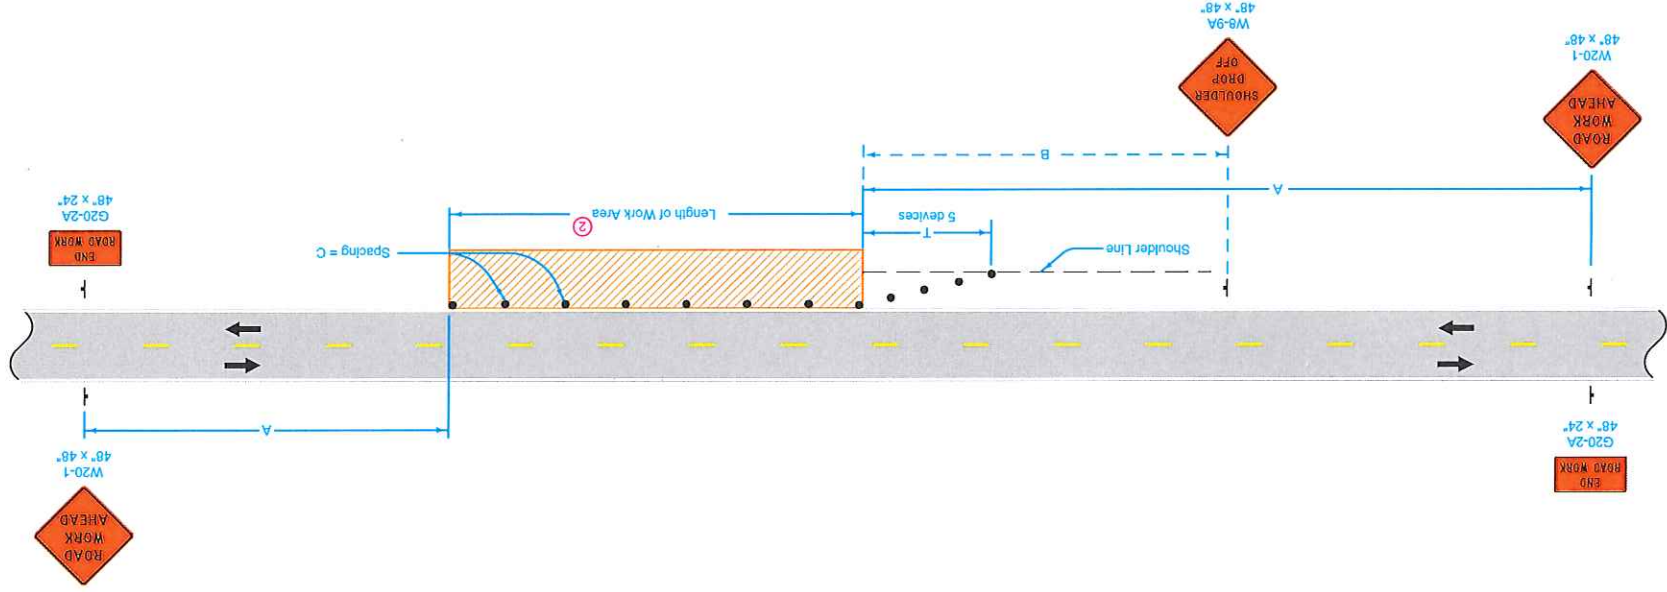 END
ROAD WORK
G20-2A
48" x 24"
ROAD
WORK
AHEAD
W20-1
48" x 48"
A
Shoulder Line
T
5 devices
Spacing = C
②
Length of Work Area
END
ROAD WORK
G20-2A
48" x 24"
A
B
ROAD
WORK
AHEAD
W20-1
48" x 48"
SHOULDER
DROP
OFF
W8-9A
48" x 48"